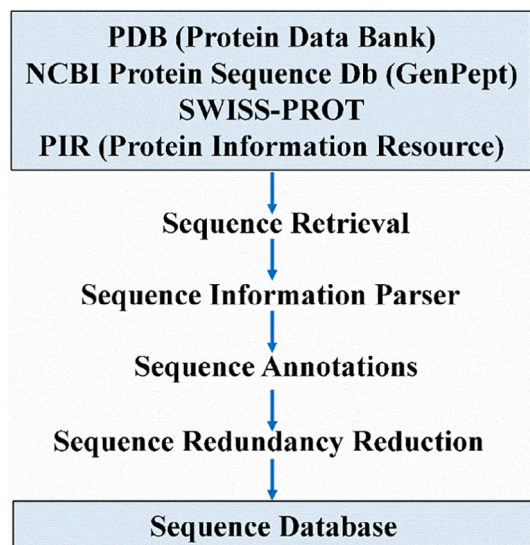 PDB (Protein Data Bank)
NCBI Protein Sequence Db (GenPept)
SWISS-PROT
PIR (Protein Information Resource)
Sequence Retrieval
Sequence Information Parser
Sequence Annotations
Sequence Redundancy Reduction
Sequence Database